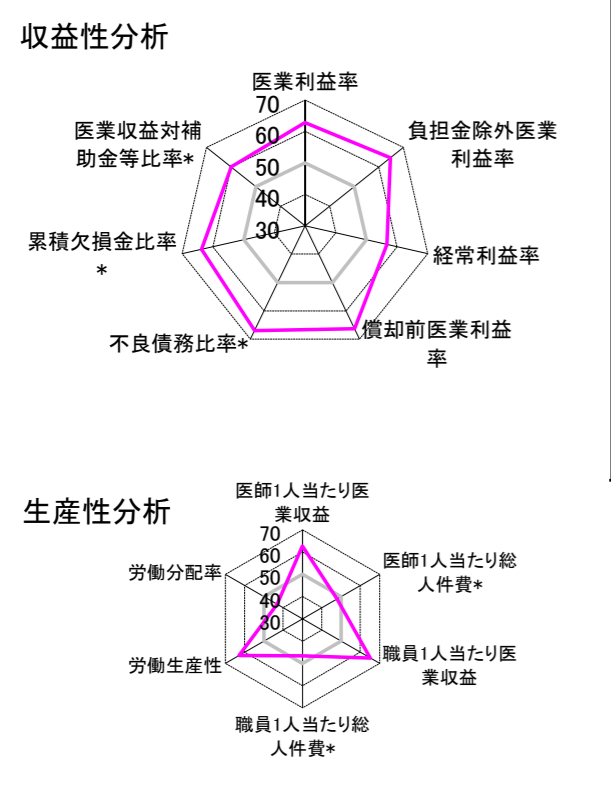 収益性分析
医業利益率
70
60
50
40
30
負担金除外医業
利益率
経常利益率
償却前医業利益
率
不良債務比率*
累積欠損金比率
*
医業収益対補
助金等比率*
生産性分析
医師1人当たり医
業収益
70
60
50
40
30
医師1人当たり総
人件費*
職員1人当たり医
業収益
職員1人当たり総
人件費*
労働生産性
労働分配率